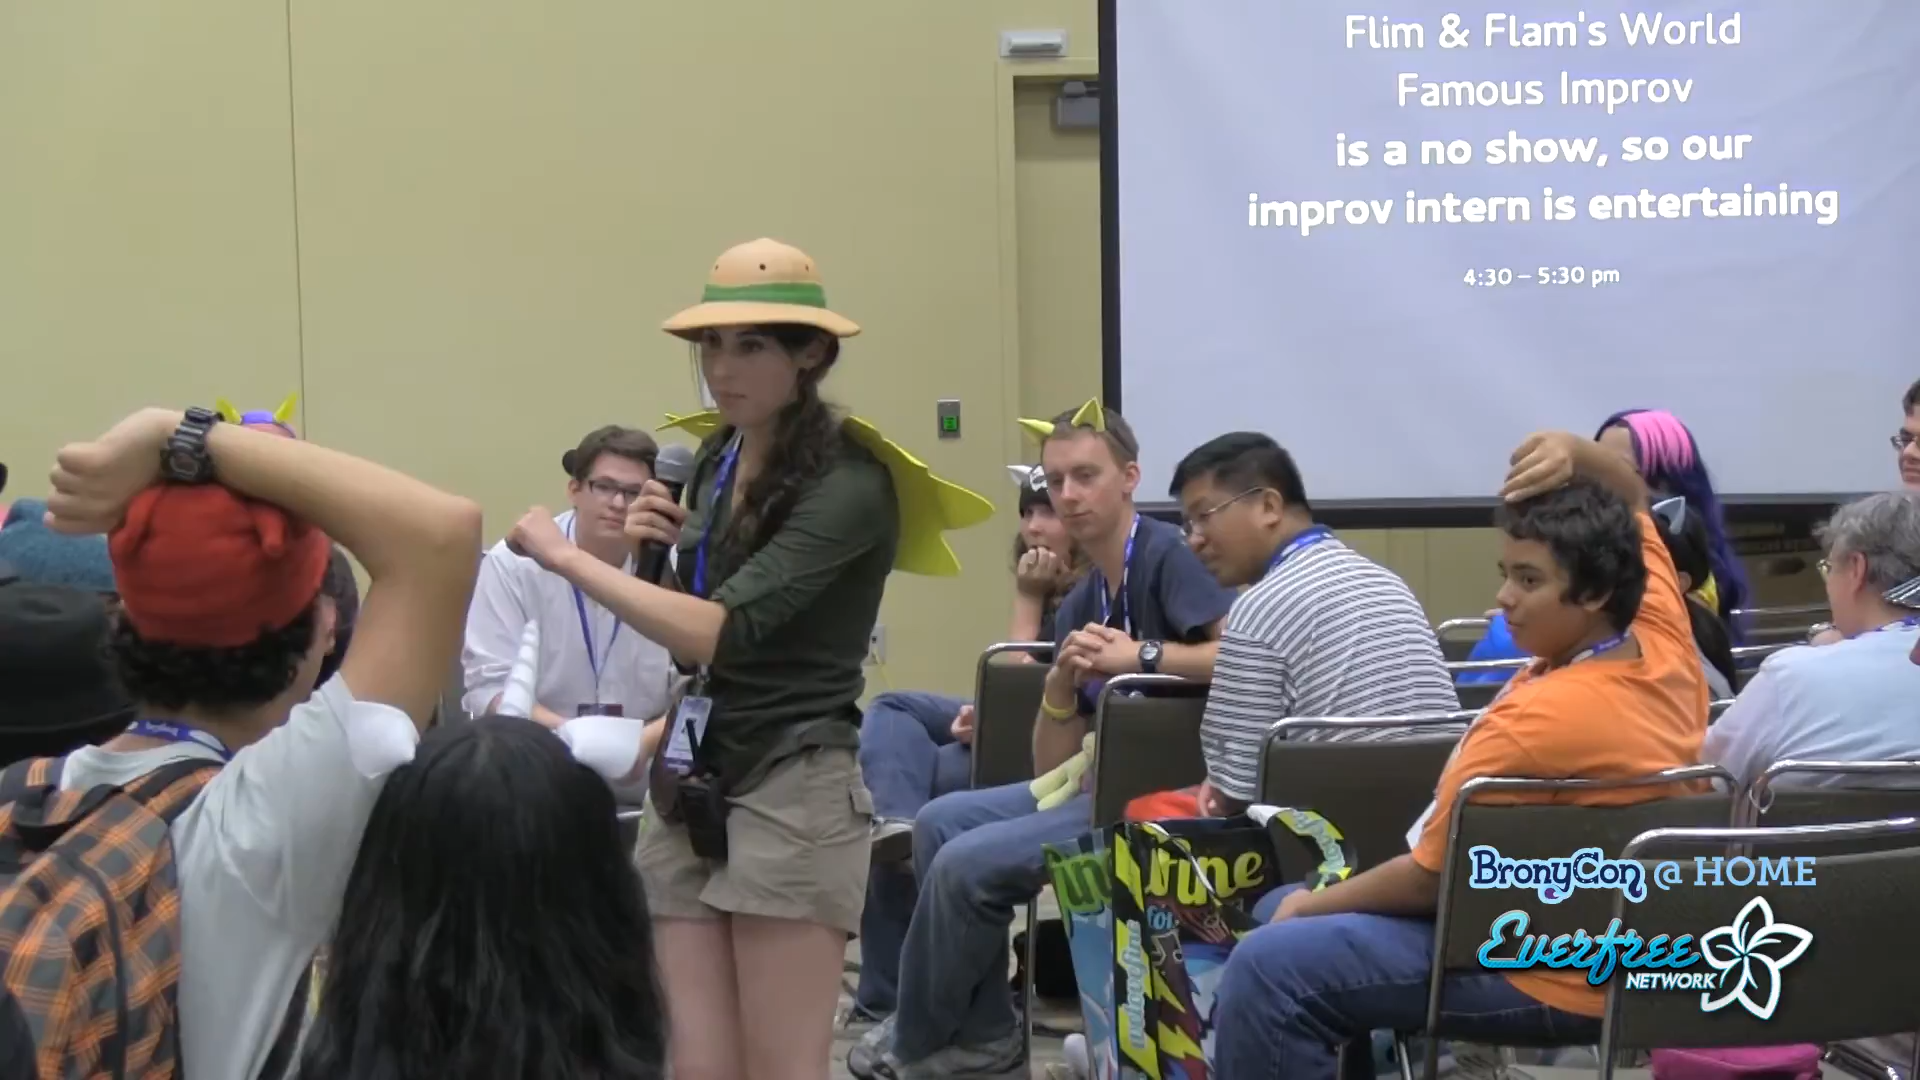 Flim & Flam's World
Famous Improv
is a no show, so our
improv intern is entertaining
4:30 – 5:30 pm
BronyCon @ HOME
Everfree
NETWORK